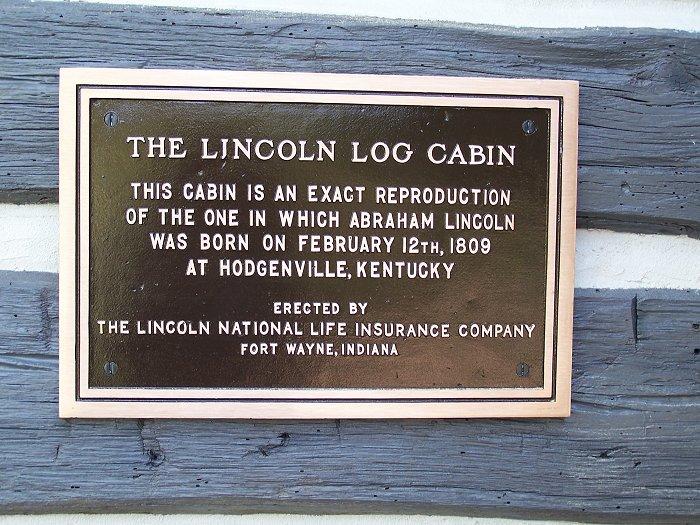 THE LINCOLN LOG CABIN
THIS CABIN IS AN EXACT REPRODUCTION
OF THE ONE IN WHICH ABRAHAM LINCOLN
WAS BORN ON FEBRUARY 12TH, 1809
AT HODGENVILLE, KENTUCKY
ERECTED BY
THE LINCOLN NATIONAL LIFE INSURANCE COMPANY
FORT WAYNE, INDIANA